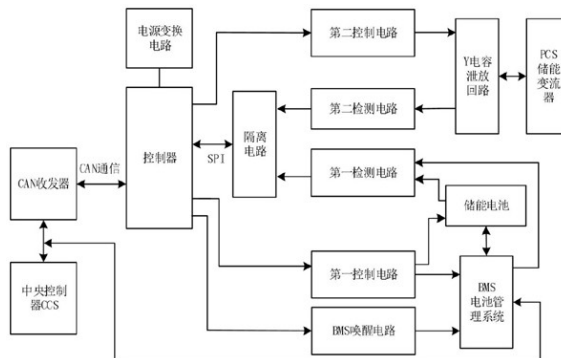 电源变换
电路
第二控制电路
Y电容
泄放
回路
PCS
储能
变流
器
第二检测电路
隔离
电路
控制器
SPI
CAN通信
CAN收发器
第一检测电路
储能电池
中央控制
器CCS
第一控制电路
BMS
电池管
理系统
BMS唤醒电路